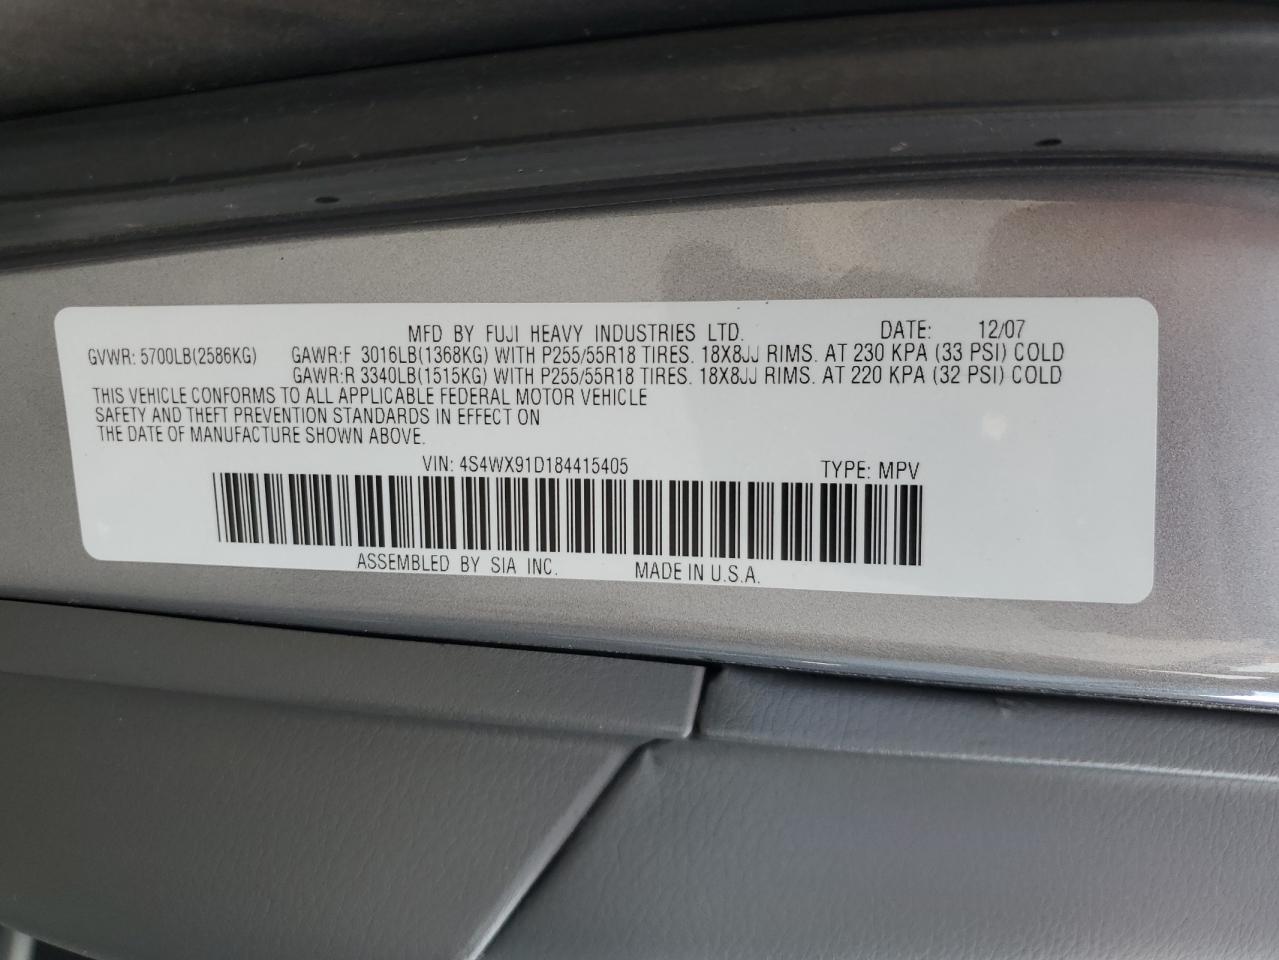 MFD BY FUJI HEAVY INDUSTRIES LTD. DATE: 12/07
GVWR: 5700LB(2586KG) GAWR:F 3016LB(1368KG) WITH P255/55R18 TIRES. 18X8JJ RIMS. AT 230 KPA (33 PSI) COLD
GAWR:R 3340LB(1515KG) WITH P255/55R18 TIRES. 18X8JJ RIMS. AT 220 KPA (32 PSI) COLD
THIS VEHICLE CONFORMS TO ALL APPLICABLE FEDERAL MOTOR VEHICLE
SAFETY AND THEFT PREVENTION STANDARDS IN EFFECT ON
THE DATE OF MANUFACTURE SHOWN ABOVE.
VIN: 4S4WX91D184415405 TYPE: MPV
ASSEMBLED BY SIA INC. MADE IN U.S.A.